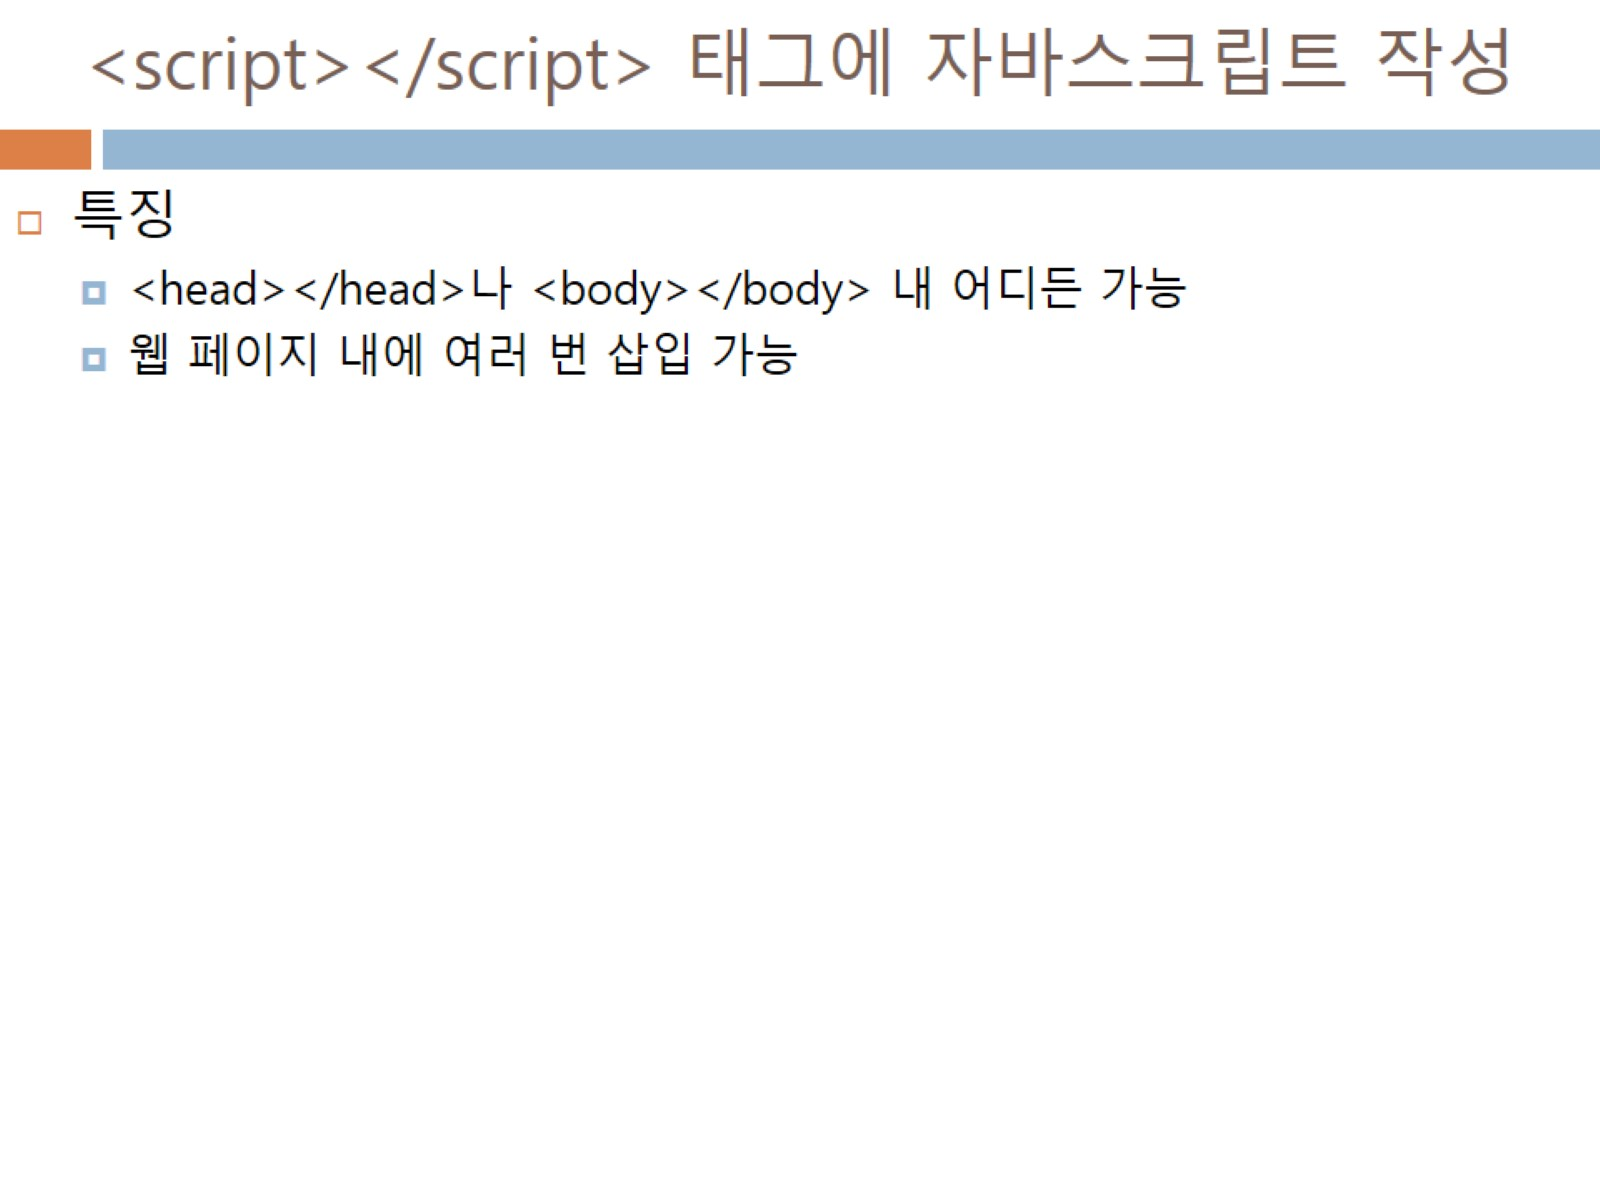 <script></script> 태그에 자바스크립트 작성
특징
<head></head>나 <body></body> 내 어디든 가능
웹 페이지 내에 여러 번 삽입 가능